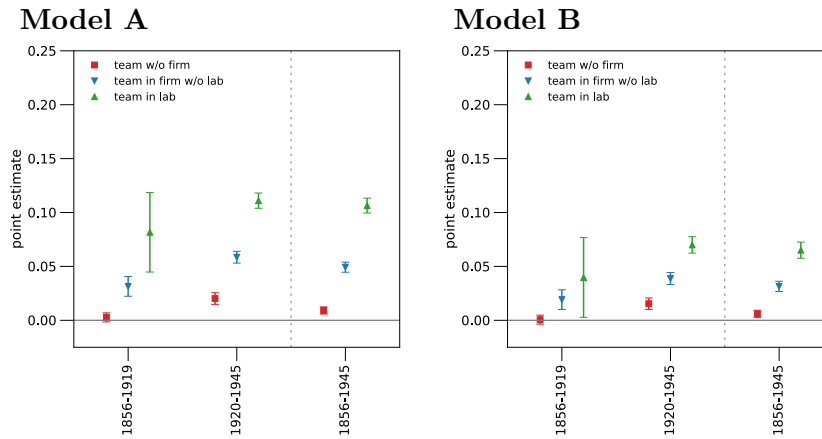 Model A
0.25
0.20
0.15
0.10
0.05
0.00
point estimate
team w/o firm
team in firm w/o lab
team in lab
1856-1919
1920-1945
1856-1945
Model B
0.25
0.20
0.15
0.10
0.05
0.00
point estimate
team w/o firm
team in firm w/o lab
team in lab
1856-1919
1920-1945
1856-1945